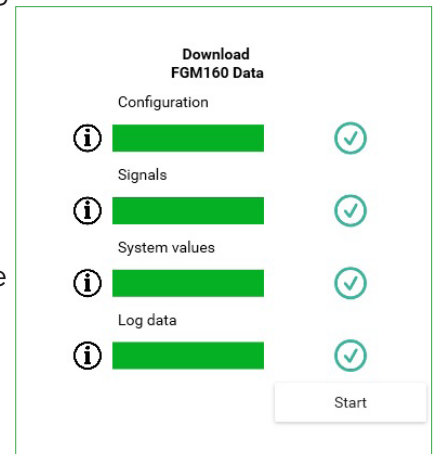 Download
FGM160 Data
Configuration
Signals
System values
e
Log data
Start